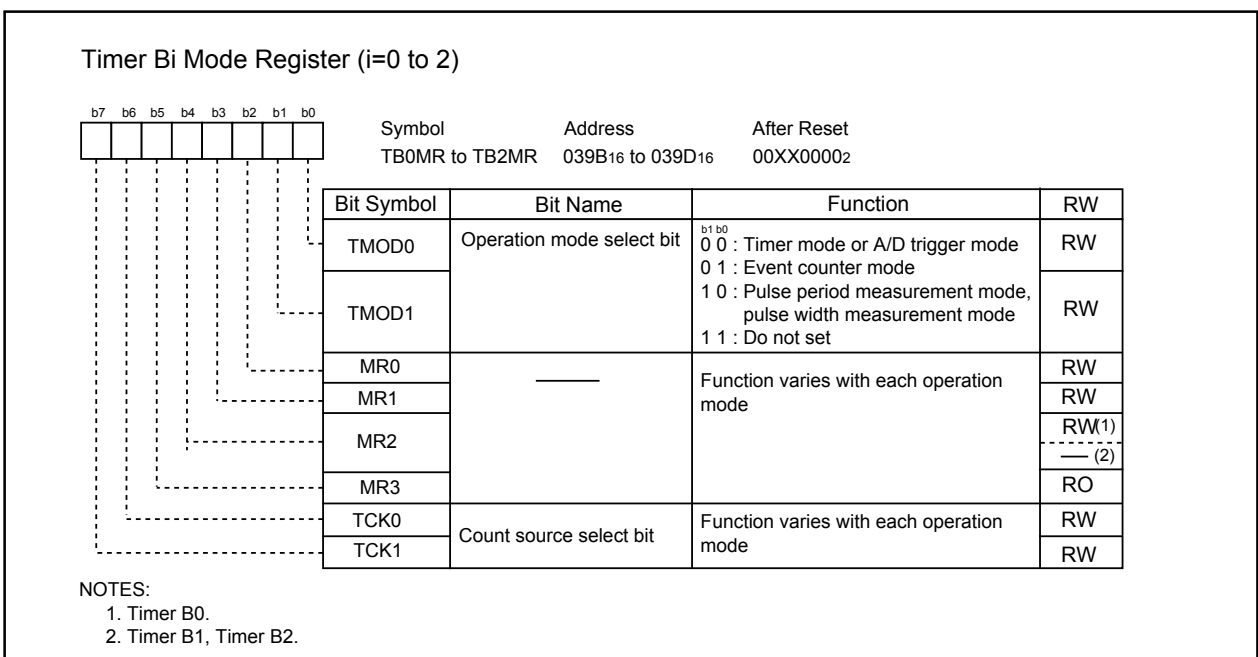 Timer Bi Mode Register (i=0 to 2)
b7 b6 b5 b4 b3 b2 b1 b0
Symbol Address After Reset
TB0MR to TB2MR 039B16 to 039D16 00XX00002
Bit Symbol Bit Name Function RW
TMOD0 Operation mode select bit b1 b0
0 0 : Timer mode or A/D trigger mode RW
0 1 : Event counter mode
TMOD1 1 0 : Pulse period measurement mode,
pulse width measurement mode RW
1 1 : Do not set
MR0 —— Function varies with each operation
mode RW
MR1 RW
MR2 RW(1)
—— (2)
MR3 RO
TCK0 Count source select bit Function varies with each operation
mode RW
TCK1 RW
NOTES:
1. Timer B0.
2. Timer B1, Timer B2.